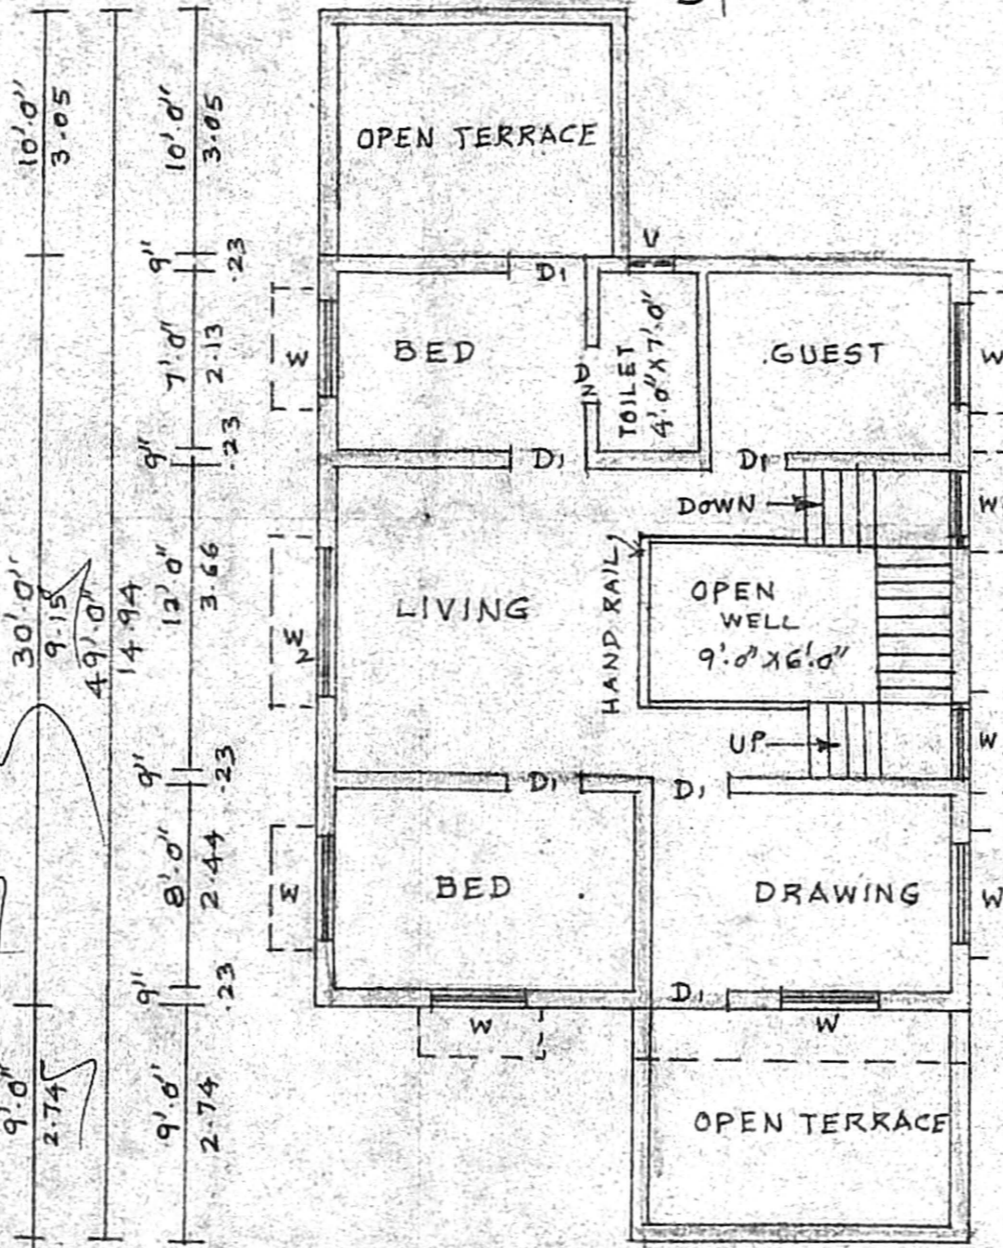 10'.0"
3.05
10'.0"
3.05
OPEN TERRACE
9"
.23
V
D1
W
7'.0"
2.13
BED
D2
TOILET
4'.0"X7'.0"
.GUEST
W
9"
.23
D1
D1
DOWN
W
30'-0"
9.15
49'.0"
14.94
12'.0"
3.66
W2
LIVING
HAND RAIL
OPEN
WELL
9'.0"X6'.0"
UP
W
9"
.23
D1
D1
8'.0"
2.44
W
BED
DRAWING
W
9"
.23
D1
W
W
9'.0"
2.74
9'.0"
2.74
OPEN TERRACE